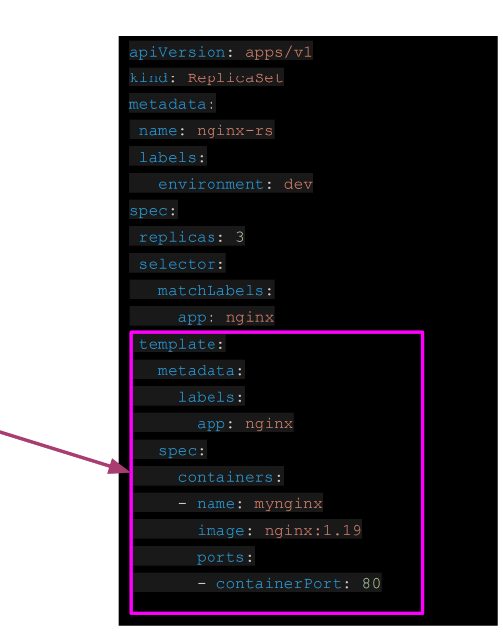 apiVersion: apps/v1
kind: ReplicaSet
metadata:
 name: nginx-rs
 labels:
   environment: dev
spec:
 replicas: 3
 selector:
   matchLabels:
     app: nginx
 template:
   metadata:
     labels:
       app: nginx
   spec:
     containers:
     - name: mynginx
       image: nginx:1.19
       ports:
       - containerPort: 80